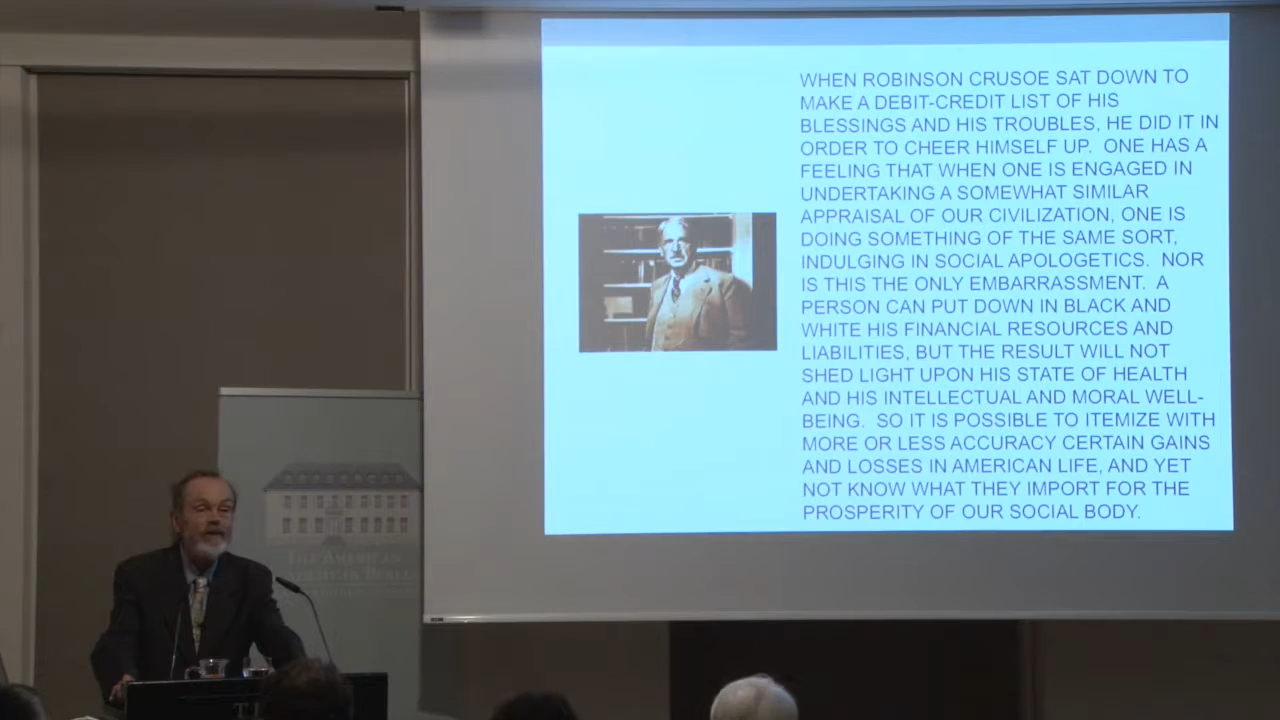 WHEN ROBINSON CRUSOE SAT DOWN TO
MAKE A DEBIT-CREDIT LIST OF HIS
BLESSINGS AND HIS TROUBLES, HE DID IT IN
ORDER TO CHEER HIMSELF UP. ONE HAS A
FEELING THAT WHEN ONE IS ENGAGED IN
UNDERTAKING A SOMEWHAT SIMILAR
APPRAISAL OF OUR CIVILIZATION, ONE IS
DOING SOMETHING OF THE SAME SORT,
INDULGING IN SOCIAL APOLOGETICS. NOR
IS THIS THE ONLY EMBARRASSMENT. A
PERSON CAN PUT DOWN IN BLACK AND
WHITE HIS FINANCIAL RESOURCES AND
LIABILITIES, BUT THE RESULT WILL NOT
SHED LIGHT UPON HIS STATE OF HEALTH
AND HIS INTELLECTUAL AND MORAL WELL-
BEING. SO IT IS POSSIBLE TO ITEMIZE WITH
MORE OR LESS ACCURACY CERTAIN GAINS
AND LOSSES IN AMERICAN LIFE, AND YET
NOT KNOW WHAT THEY IMPORT FOR THE
PROSPERITY OF OUR SOCIAL BODY.
THE AMERICAN
IN